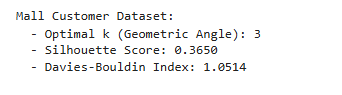 Mall Customer Dataset:
- Optimal k (Geometric Angle): 3
- Silhouette Score: 0.3650
- Davies-Bouldin Index: 1.0514